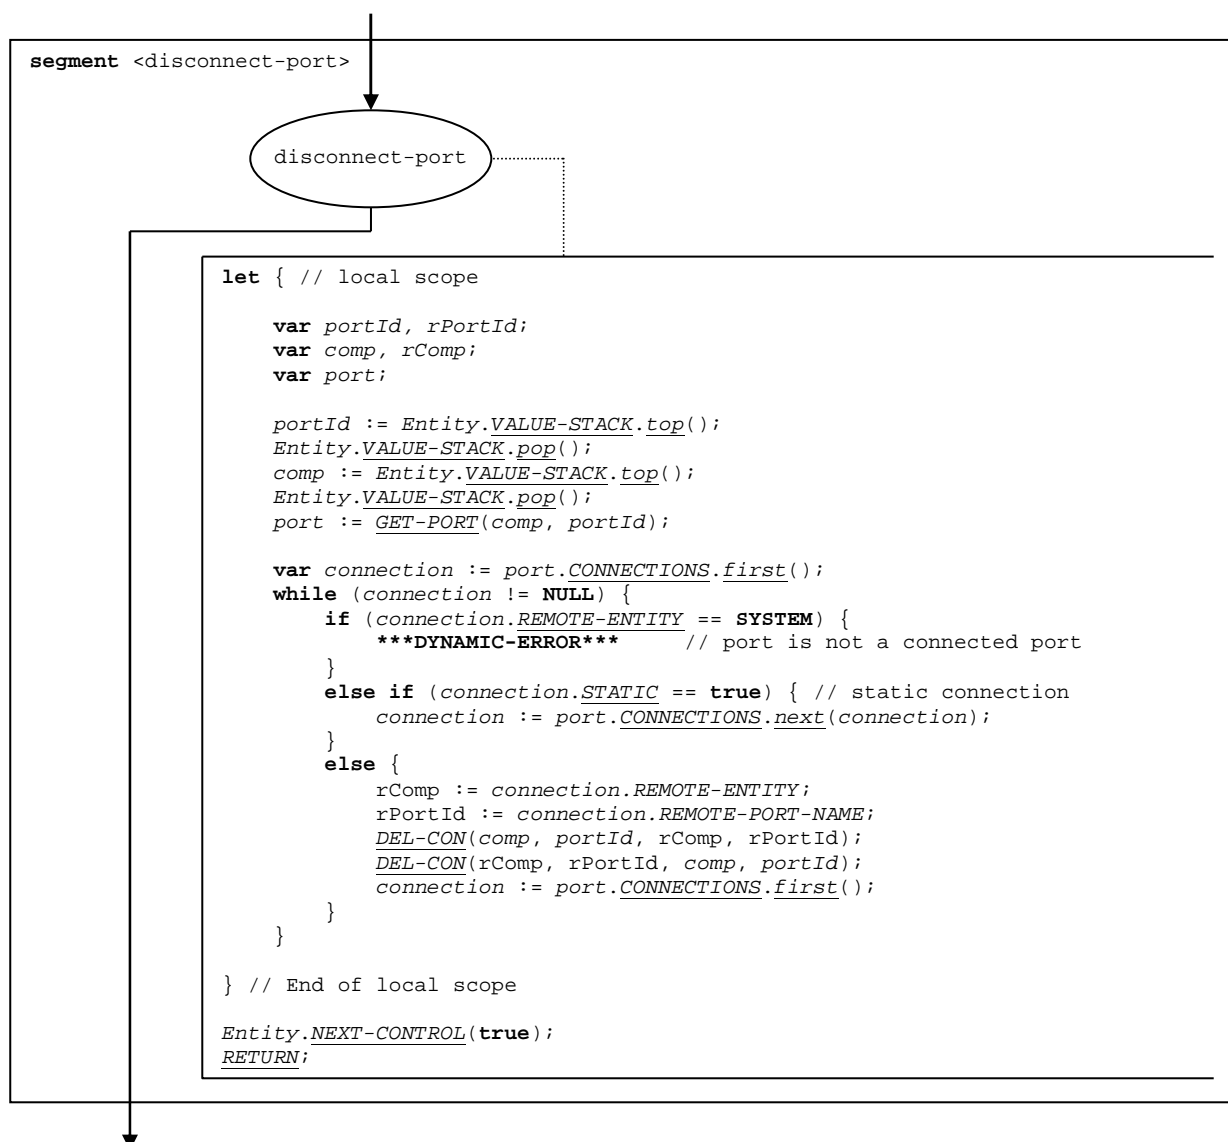 segment <disconnect-port>
disconnect-port
let { // local scope
var portId, rPortId;
var comp, rComp;
var port;
portId := Entity.VALUE-STACK.top();
Entity.VALUE-STACK.pop();
comp := Entity.VALUE-STACK.top();
Entity.VALUE-STACK.pop();
port := GET-PORT(comp, portId);
var connection := port.CONNECTIONS.first();
while (connection != NULL) {
if (connection.REMOTE-ENTITY == SYSTEM) {
***DYNAMIC-ERROR*** // port is not a connected port
}
else if (connection.STATIC == true) { // static connection
connection := port.CONNECTIONS.next(connection);
}
else {
rComp := connection.REMOTE-ENTITY;
rPortId := connection.REMOTE-PORT-NAME;
DEL-CON(comp, portId, rComp, rPortId);
DEL-CON(rComp, rPortId, comp, portId);
connection := port.CONNECTIONS.first();
}
}
} // End of local scope
Entity.NEXT-CONTROL(true);
RETURN;